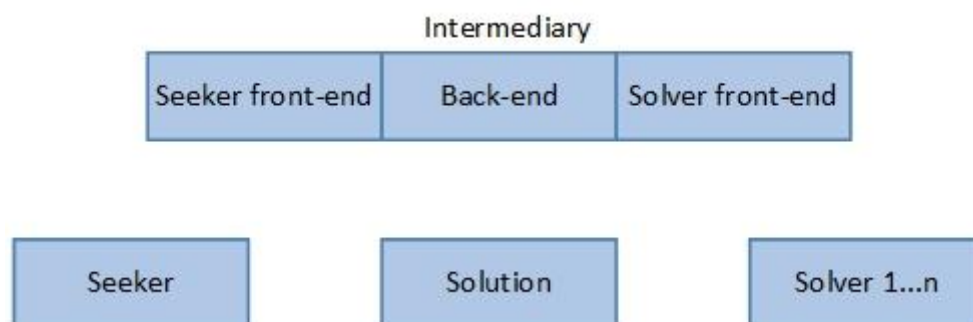 Intermediary
Seeker front-end Back-end Solver front-end
Seeker Solution Solver 1...n